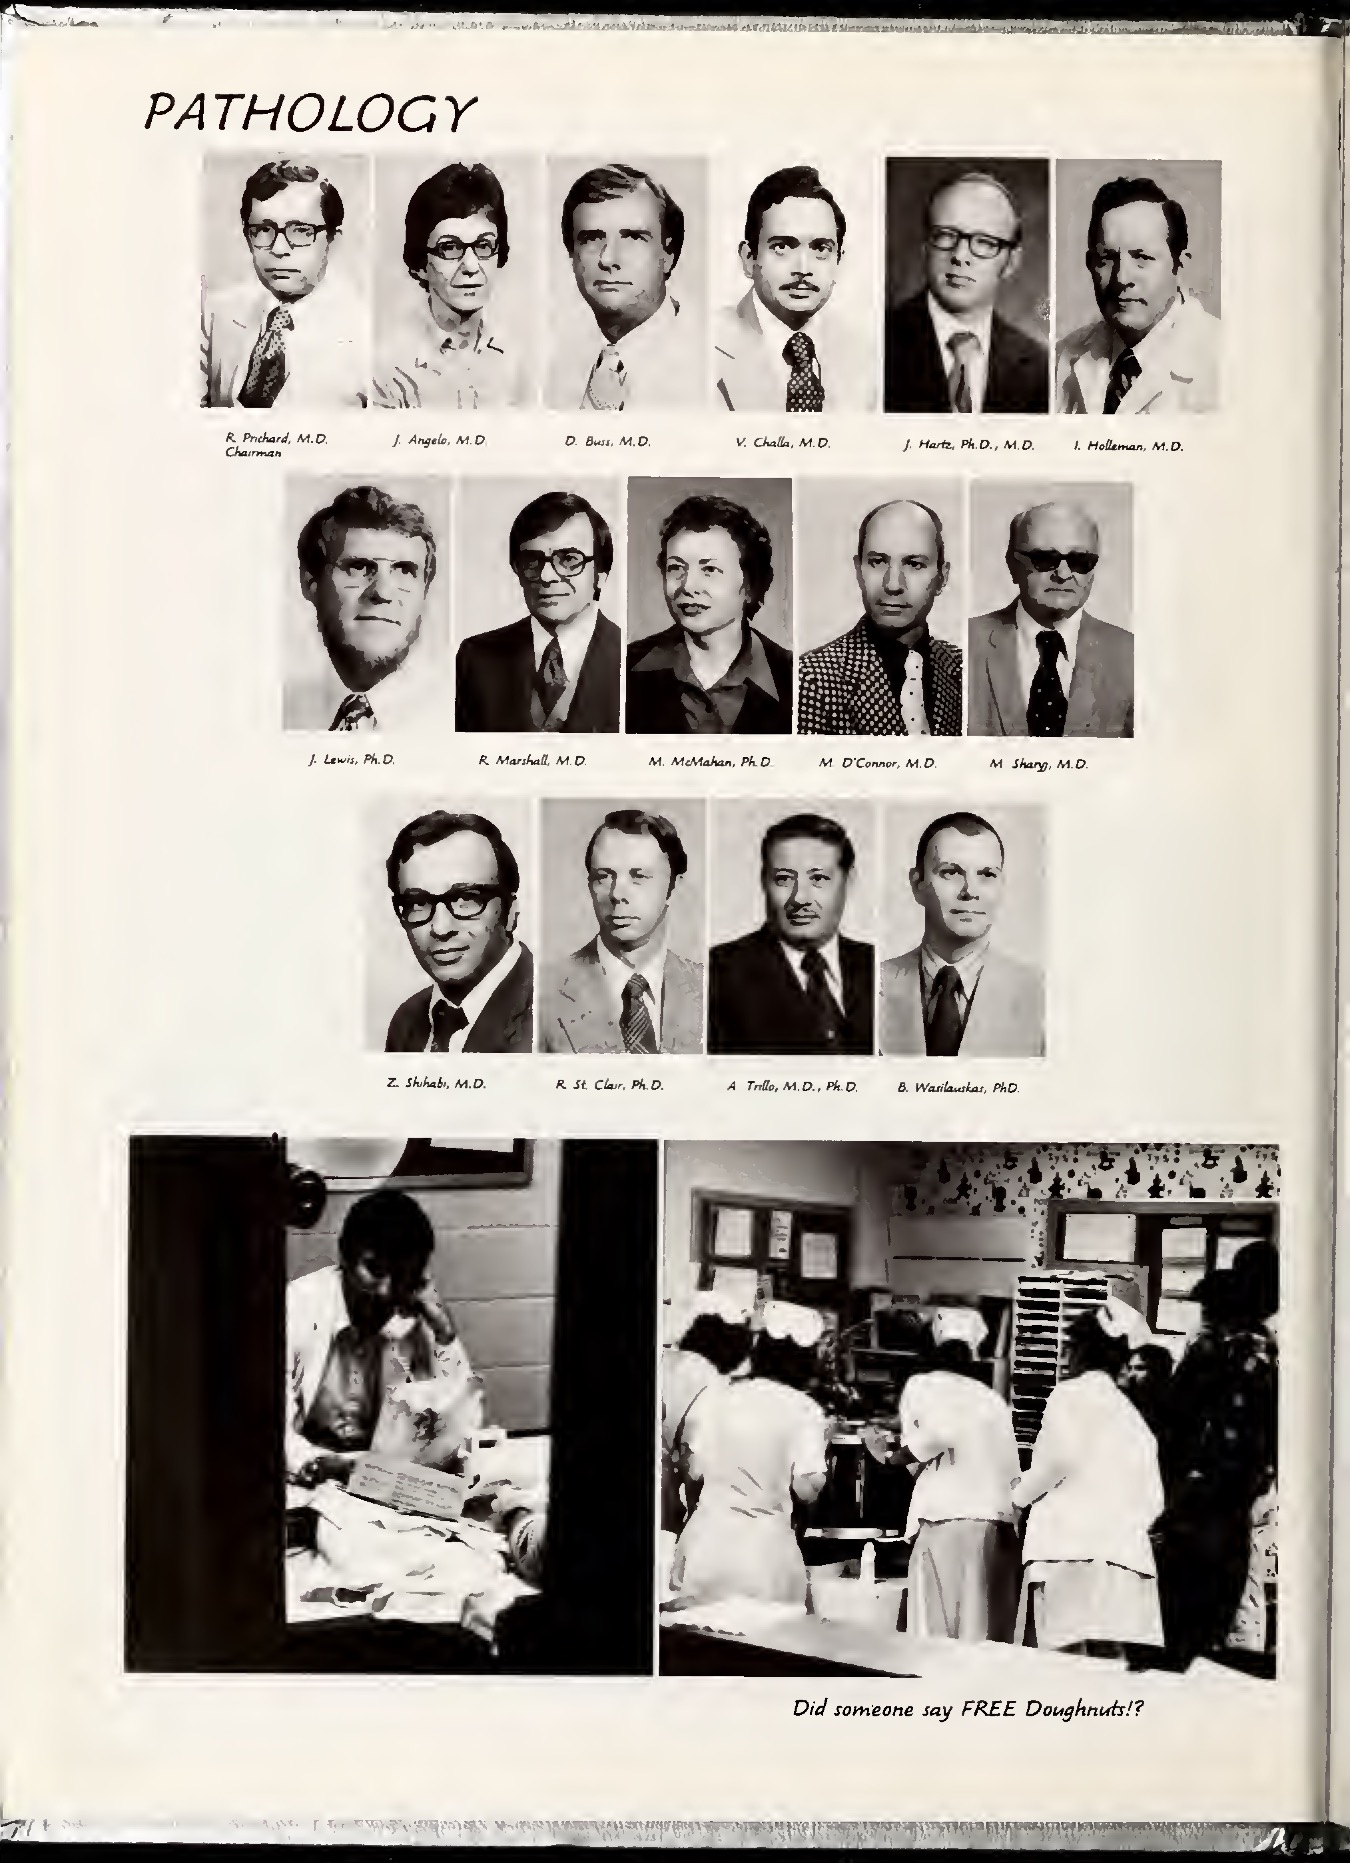 PATHOLOGY
R. Prichard, M.D.
Chairman
J. Angelo, M.D.
D. Buss, M.D.
V. Challa, M.D.
J. Hartz, Ph.D., M.D.
I. Holleman, M.D.
J. Lewis, Ph.D.
R. Marshall, M.D.
M. McMahan, Ph.D.
M. O'Connor, M.D.
M. Sharg, M.D.
Z. Shihabi, M.D.
R. St. Clair, Ph.D.
A. Trillo, M.D., Ph.D.
B. Wasilauskas, PhD.
Did someone say FREE Doughnuts!?